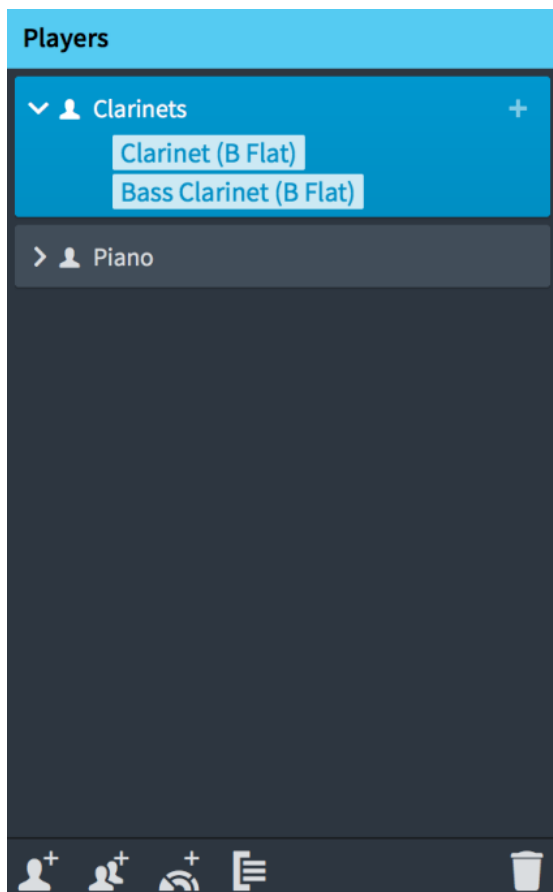 Players
Clarinets
Clarinet (B Flat)
Bass Clarinet (B Flat)
Piano